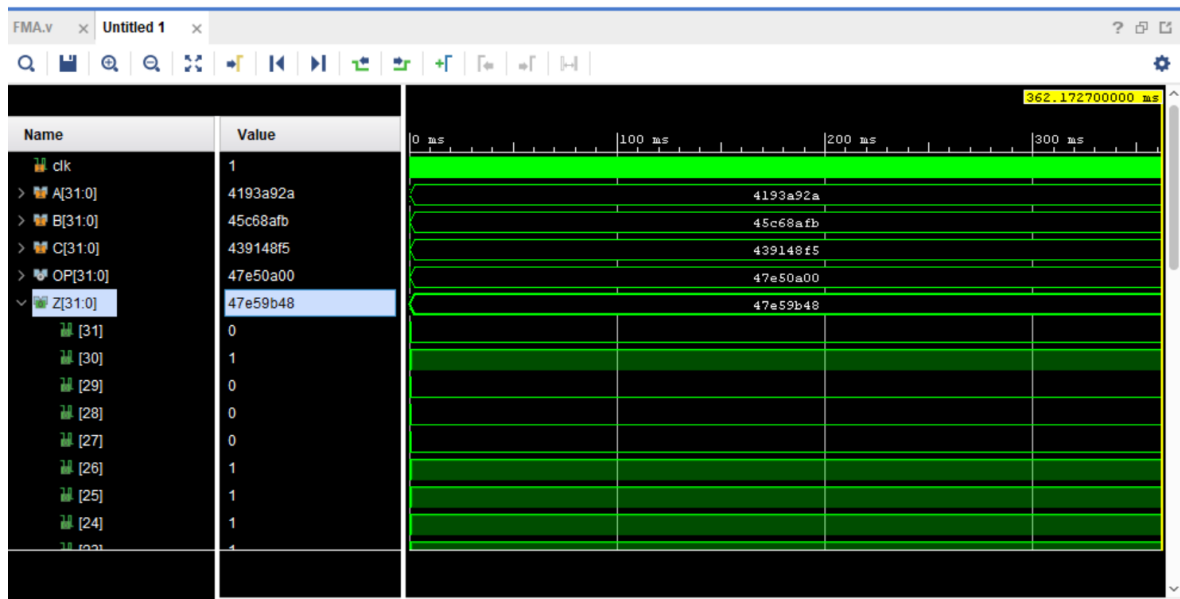 FMA.v × Untitled 1 ×
362.172700000 ms
Name Value
0 ms 100 ms 200 ms 300 ms
clk 1
A[31:0] 4193a92a 4193a92a
B[31:0] 45c68afb 45c68afb
C[31:0] 439148f5 439148f5
OP[31:0] 47e50a00 47e50a00
Z[31:0] 47e59b48 47e59b48
[31] 0
[30] 1
[29] 0
[28] 0
[27] 0
[26] 1
[25] 1
[24] 1